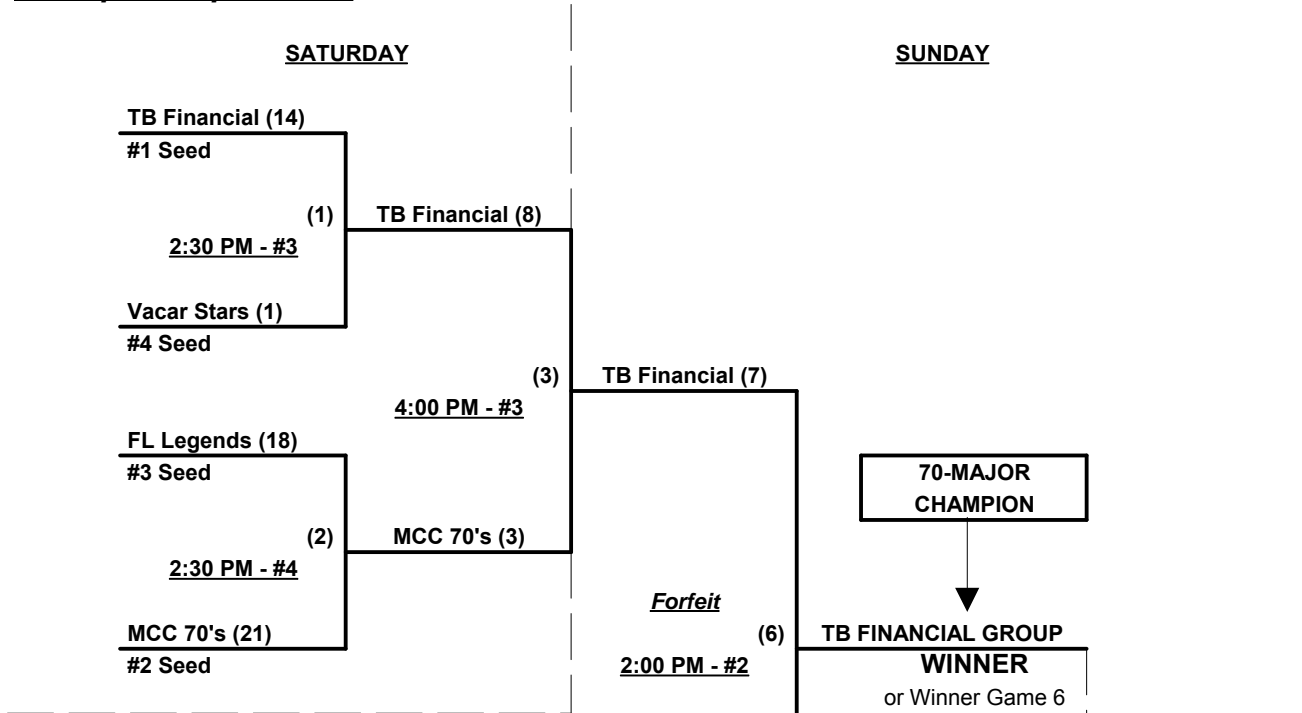 SATURDAY
SUNDAY
TB Financial (14)
#1 Seed
(1)
TB Financial (8)
2:30 PM - #3
Vacar Stars (1)
#4 Seed
(3)
TB Financial (7)
4:00 PM - #3
FL Legends (18)
#3 Seed
70-MAJOR
CHAMPION
(2)
MCC 70's (3)
2:30 PM - #4
Forfeit
MCC 70's (21)
(6)
TB FINANCIAL GROUP
#2 Seed
2:00 PM - #2
WINNER
or Winner Game 6